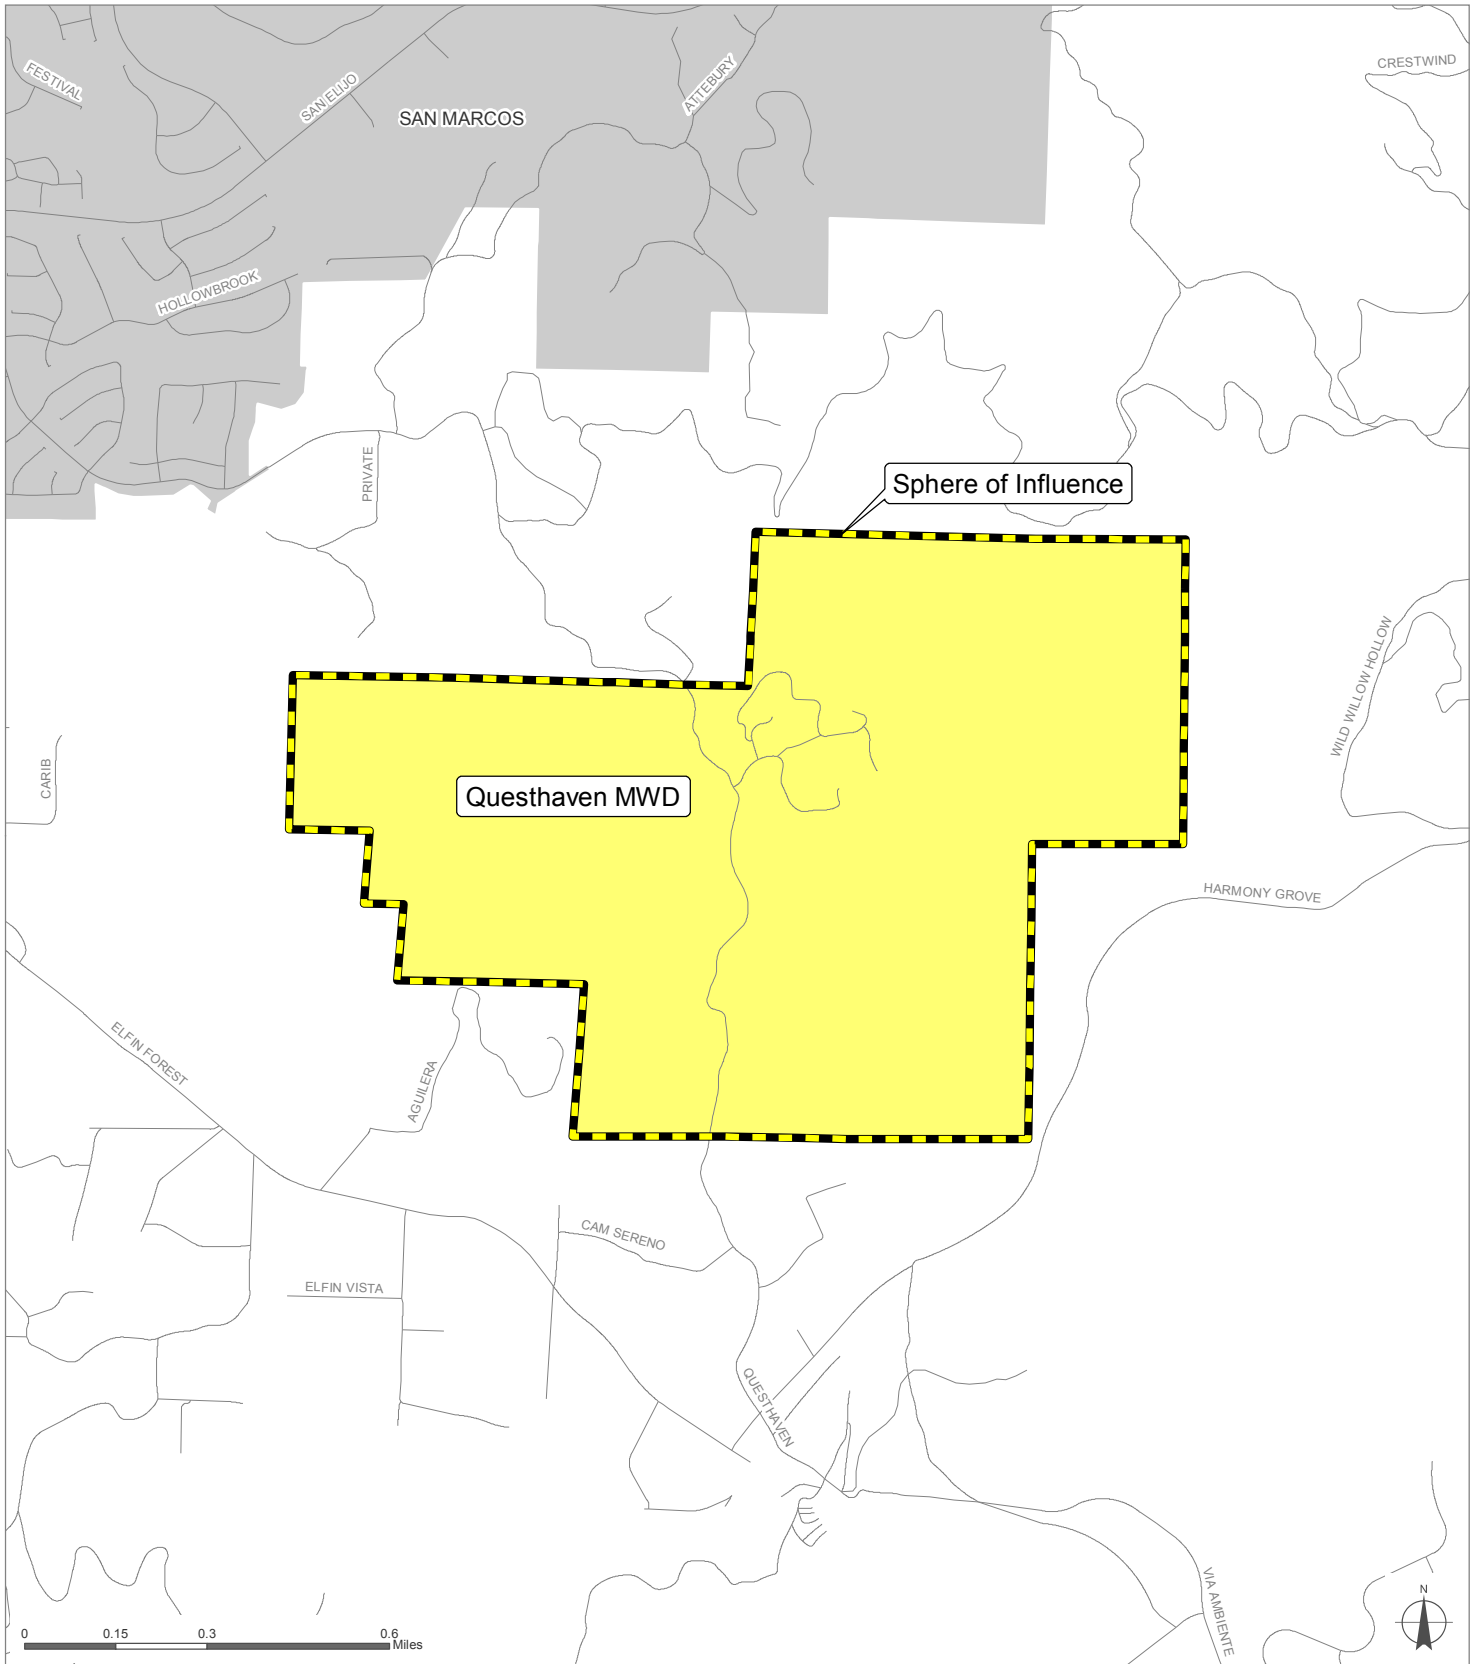 CRESTWIND
FESTIVAL
SAN ELIJO
ATTEBURY
SAN MARCOS
HOLLOWBROOK
PRIVATE
Sphere of Influence
WILD WILLOW HOLLOW
CARIB
Questhaven MWD
HARMONY GROVE
ELFIN FOREST
AGUILERA
CAM SERENO
ELFIN VISTA
QUESTHAVEN
VIA AMBIENTE
N
0 0.15 0.3 0.6
Miles